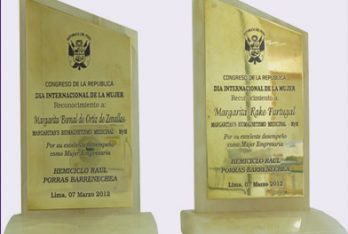 CONGRESO DE LA REPUBLICA
DIA INTERNACIONAL DE LA MUJER
Reconocimiento a:
Margarita Bernal de Ortiz de Zevallos
MARGARITA'S BIOMAGNETISMO MEDICINAL
Por su excelente desempeño
como Mujer Empresaria
HEMICICLO RAUL
PORRAS BARRENECHEA
Lima, 07 Marzo 2012
CONGRESO DE LA REPUBLICA
DIA INTERNACIONAL DE LA MUJER
Reconocimiento a:
Margarita Rake Portugal
MARGARITA'S BIOMAGNETISMO MEDICINAL
Por su excelente desempeño
como Mujer Empresaria
HEMICICLO RAUL
PORRAS BARRENECHEA
Lima, 07 Marzo 2012